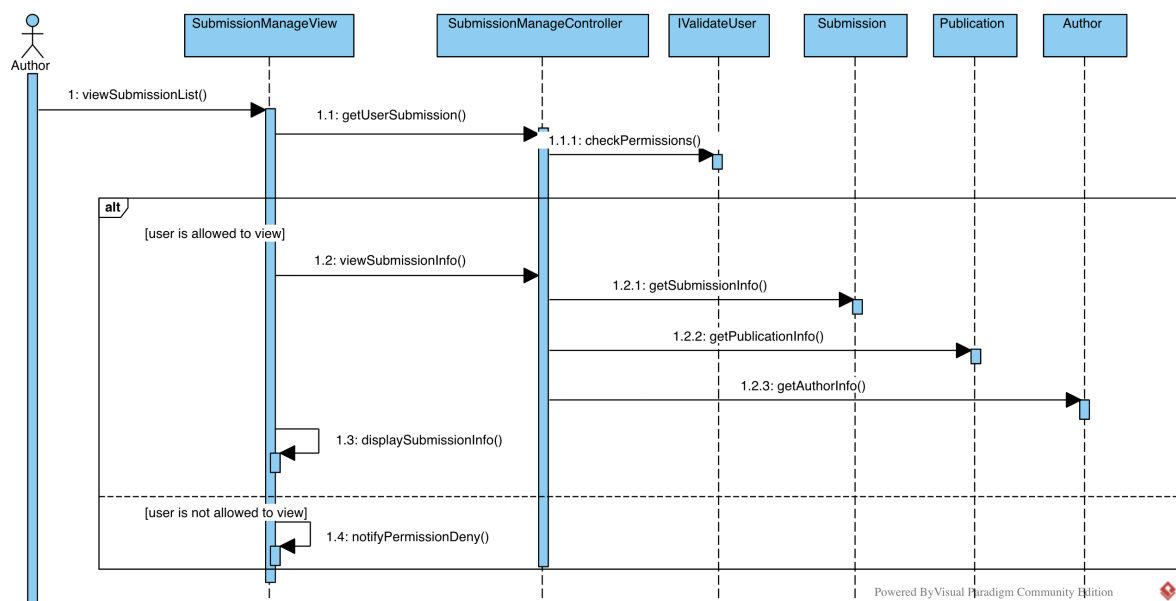 SubmissionManageView
SubmissionManageController
IValidateUser
Submission
Publication
Author
Author
1: viewSubmissionList()
1.1: getUserSubmission()
1.1.1: checkPermissions()
alt
[user is allowed to view]
1.2: viewSubmissionInfo()
1.2.1: getSubmissionInfo()
1.2.2: getPublicationInfo()
1.2.3: getAuthorInfo()
1.3: displaySubmissionInfo()
[user is not allowed to view]
1.4: notifyPermissionDeny()
Powered ByVisual Paradigm Community Edition